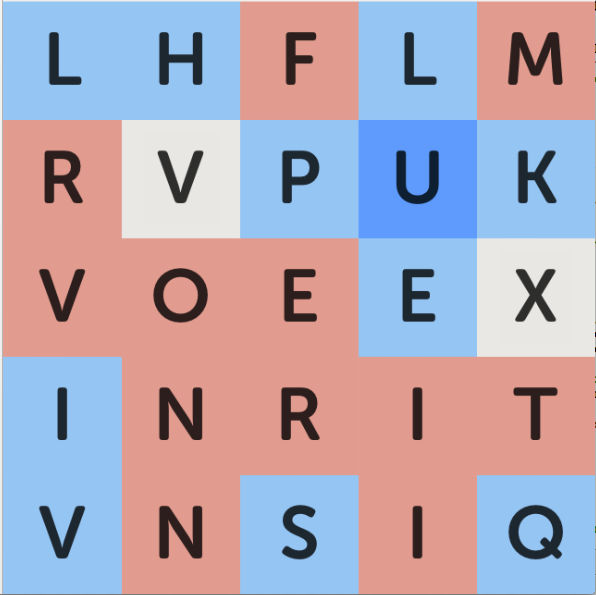 L H F L M
R V P U K
V O E E X
I N R I T
V N S I Q